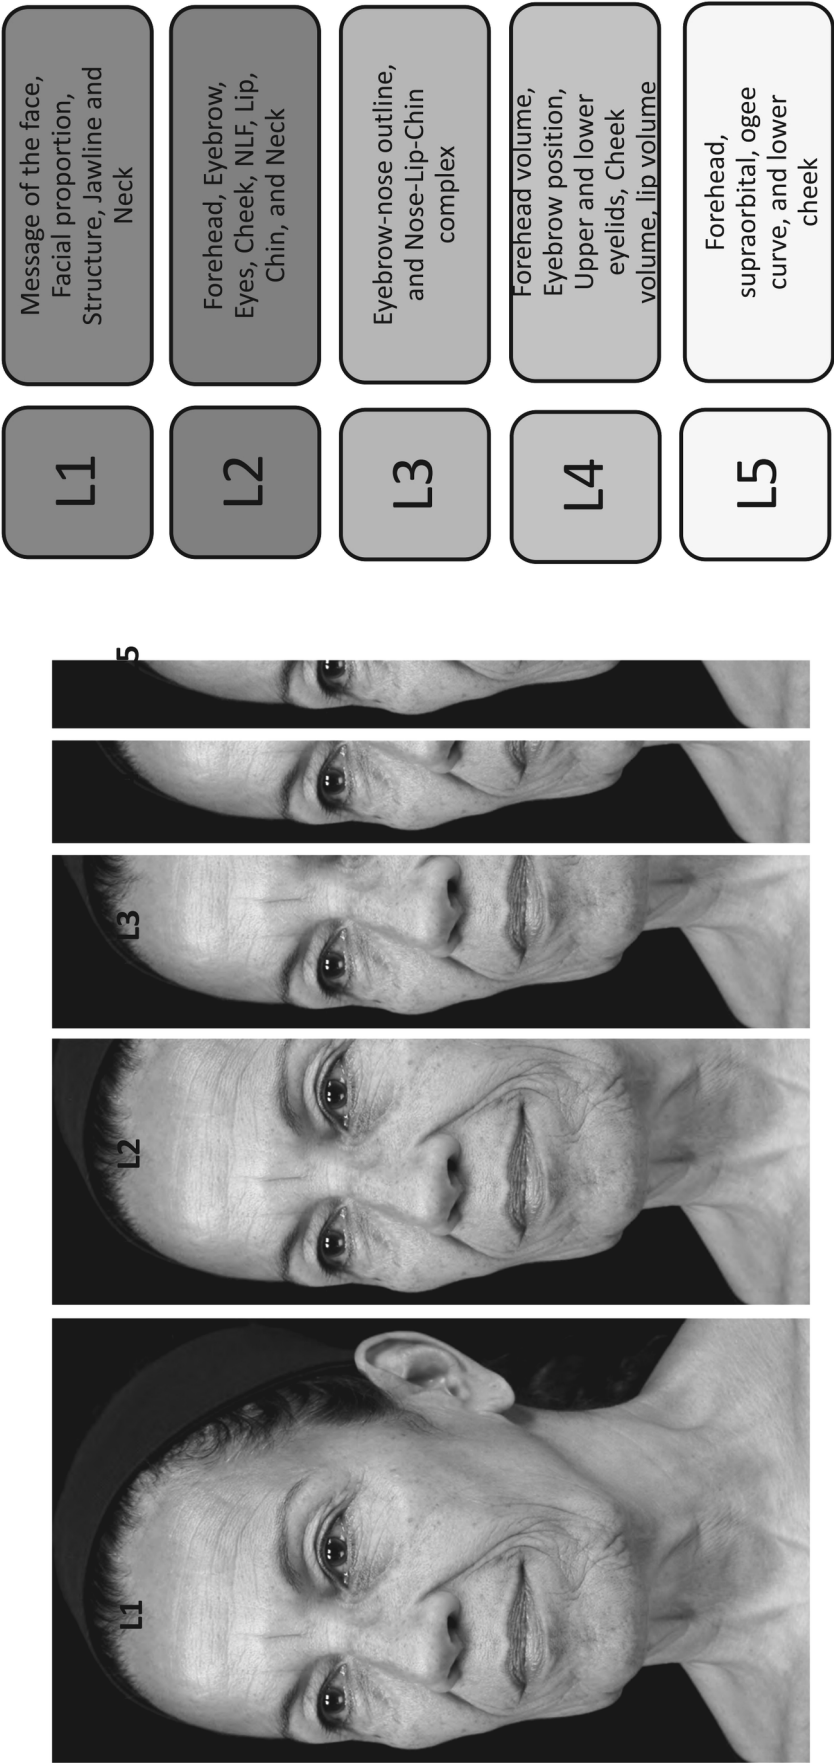 L1
L2
L3
5
L1
Message of the face,
Facial proportion,
Structure, Jawline and
Neck
L2
Forehead, Eyebrow,
Eyes, Cheek, NLF, Lip,
Chin, and Neck
L3
Eyebrow-nose outline,
and Nose-Lip-Chin
complex
L4
Forehead volume,
Eyebrow position,
Upper and lower
eyelids, Cheek
volume, lip volume
L5
Forehead,
supraorbital, ogee
curve, and lower
cheek